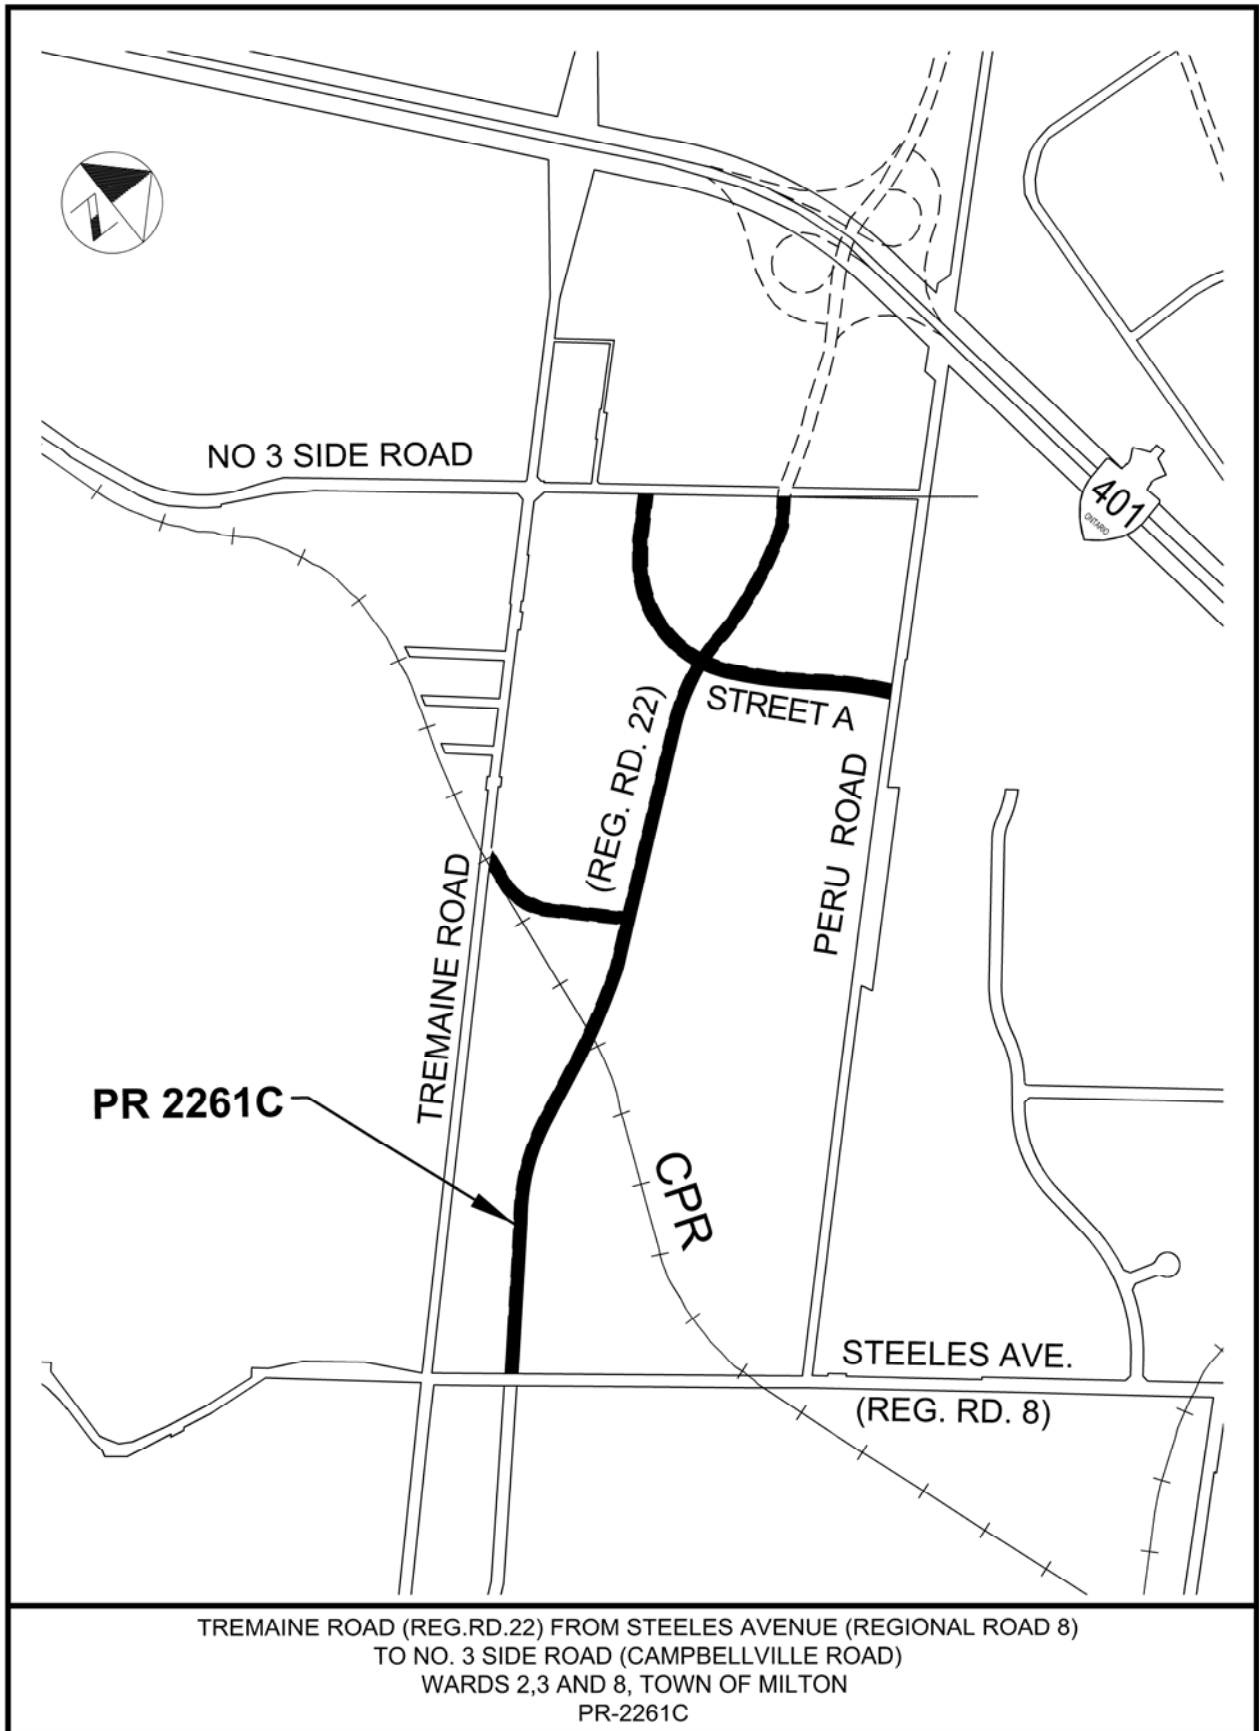 NO 3 SIDE ROAD
401
ONTARIO
STREET A
(REG. RD. 22)
PERU ROAD
TREMAINE ROAD
PR 2261C
CPR
STEELES AVE.
(REG. RD. 8)
TREMAINE ROAD (REG.RD.22) FROM STEELES AVENUE (REGIONAL ROAD 8)
TO NO. 3 SIDE ROAD (CAMPBELLVILLE ROAD)
WARDS 2,3 AND 8, TOWN OF MILTON
PR-2261C